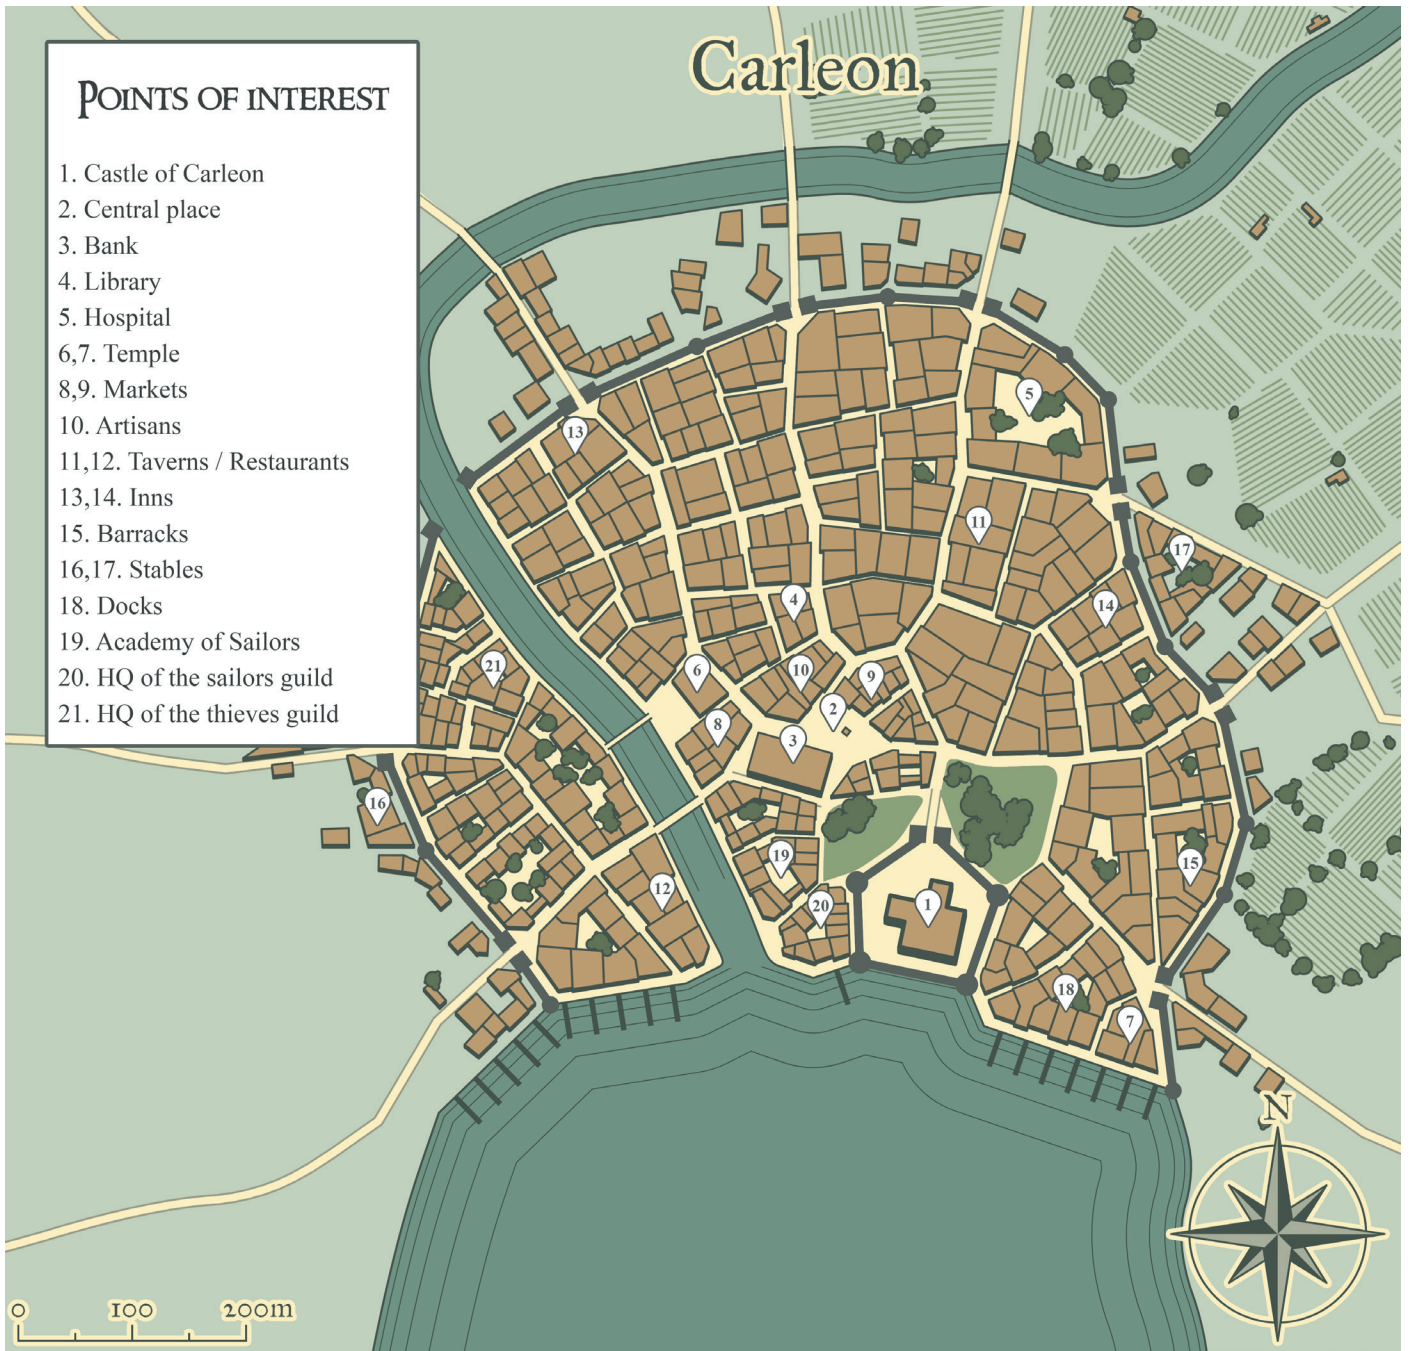 Carleon
POINTS OF INTEREST
1. Castle of Carleon
2. Central place
3. Bank
4. Library
5. Hospital
6,7. Temple
8,9. Markets
10. Artisans
11,12. Taverns / Restaurants
13,14. Inns
15. Barracks
16,17. Stables
18. Docks
19. Academy of Sailors
20. HQ of the sailors guild
21. HQ of the thieves guild
5
13
11
17
4
14
21
6
10
9
2
8
3
16
19
15
12
20
1
18
7
N
0 100 200m